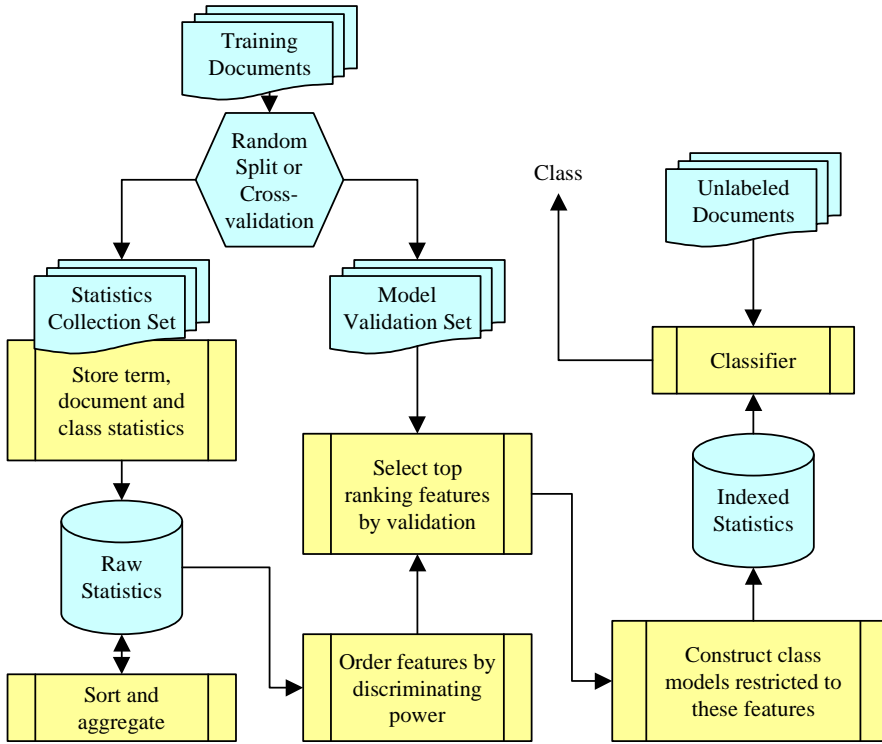 Training
Documents
Random
Split or
Cross-
validation
Class
Unlabeled
Documents
Statistics
Collection Set
Model
Validation Set
Store term,
document and
class statistics
Classifier
Select top
ranking features
by validation
Indexed
Statistics
Raw
Statistics
Sort and
aggregate
Order features by
discriminating
power
Construct class
models restricted to
these features